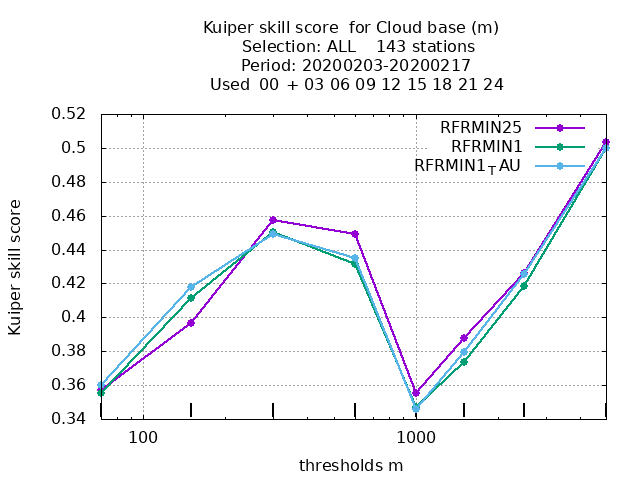 Kuiper skill score  for Cloud base (m)
Selection: ALL    143 stations
Period: 20200203-20200217
Used  00 + 03 06 09 12 15 18 21 24
RFRMIN25
RFRMIN1
RFRMIN1_TAU
0.52
0.5
0.48
0.46
0.44
0.42
0.4
0.38
0.36
0.34
Kuiper skill score
100
1000
thresholds m